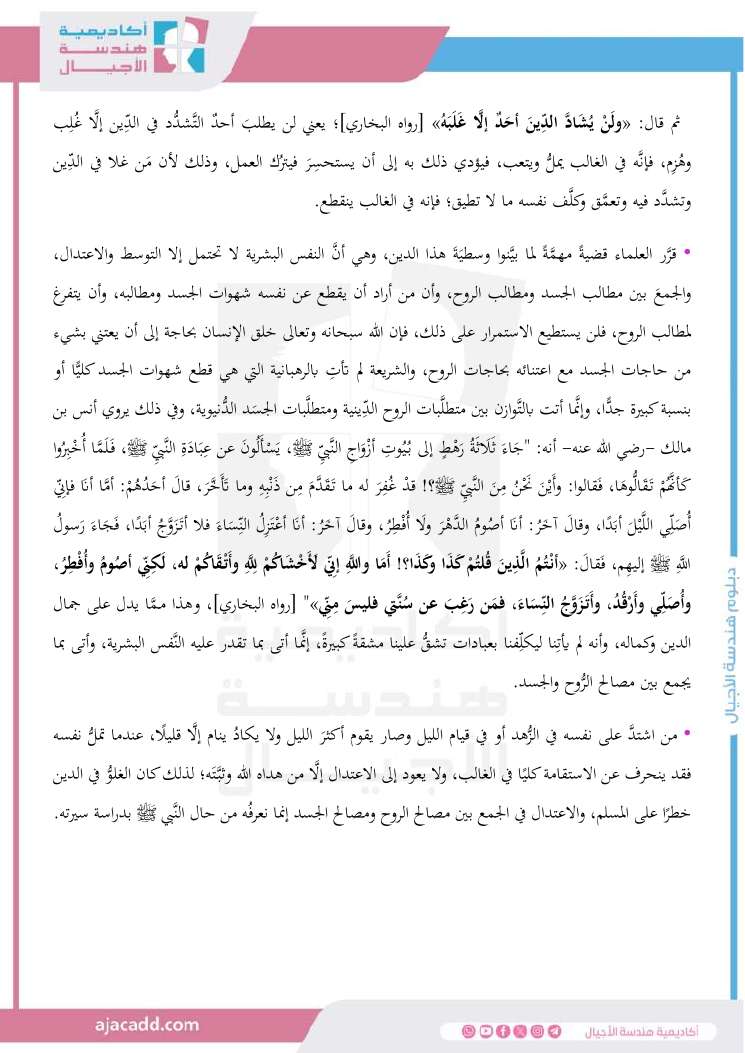 أكاديمية
هندسة
الأجيال
ثم قال: «ولَنْ يُشَادَّ الدِّينَ أحَدٌ إلَّا غَلَبَهُ» [رواه البخاري]؛ يعني لن يطلبَ أحدٌ التَّشدُّد في الدِّين إلَّا غُلِب
وهُزِم، فإنَّه في الغالب يملُّ ويتعب، فيؤدي ذلك به إلى أن يستحسِرَ فيترُك العمل، وذلك لأن مَن غلا في الدِّين
وتشدَّد فيه وتعمَّق وكلَّف نفسه ما لا تطيق؛ فإنه في الغالب ينقطع.
• قرَّر العلماء قضيةً مهمَّةً لما بيَّنوا وسطيَةَ هذا الدين، وهي أنَّ النفس البشرية لا تحتمل إلا التوسط والاعتدال،
والجمعَ بين مطالب الجسد ومطالب الروح، وأن من أراد أن يقطع عن نفسه شهوات الجسد ومطالبه، وأن يتفرغ
لمطالب الروح، فلن يستطيع الاستمرار على ذلك، فإن الله سبحانه وتعالى خلق الإنسان بحاجة إلى أن يعتني بشيء
من حاجات الجسد مع اعتنائه بحاجات الروح، والشريعة لم تأتِ بالرهبانية التي هي قطع شهوات الجسد كليًّا أو
بنسبة كبيرة جدًّا، وإنَّما أتت بالتَّوازن بين متطلَّبات الروح الدِّينية ومتطلَّبات الجسَد الدُّنيوية، وفي ذلك يروي أنس بن
مالك –رضي الله عنه– أنه: "جَاءَ ثَلَاثَةُ رَهْطٍ إلى بُيُوتِ أزْوَاجِ النَّبيِّ ﷺ، يَسْأَلُونَ عن عِبَادَةِ النَّبيِّ ﷺ، فَلَمَّا أُخْبِرُوا
كَأنَّهُمْ تَقَالُّوهَا، فَقالوا: وأَيْنَ نَحْنُ مِنَ النَّبيِّ ﷺ؟! قدْ غُفِرَ له ما تَقَدَّمَ مِن ذَنْبِهِ وما تَأَخَّرَ، قالَ أحَدُهُمْ: أمَّا أنَا فإنِّي
أُصَلِّي اللَّيْلَ أبَدًا، وقالَ آخَرُ: أنَا أصُومُ الدَّهْرَ ولَا أُفْطِرُ، وقالَ آخَرُ: أنَا أعْتَزِلُ النِّسَاءَ فلا أتَزَوَّجُ أبَدًا، فَجَاءَ رَسولُ
اللَّهِ ﷺ إليهِم، فَقالَ: «أنْتُمُ الَّذِينَ قُلتُمْ كَذَا وكَذَا؟! أَمَا واللَّهِ إنِّي لَأَخْشَاكُمْ لِلَّهِ وأَتْقَاكُمْ له، لَكِنِّي أصُومُ وأُفْطِرُ،
وأُصَلِّي وأَرْقُدُ، وأَتَزَوَّجُ النِّسَاءَ، فمَن رَغِبَ عن سُنَّتي فليسَ مِنِّي»" [رواه البخاري]، وهذا ممَّا يدل على جمال
الدين وكماله، وأنه لم يأتِنا ليكلِّفنا بعبادات تشقُّ علينا مشقةً كبيرةً، إنَّما أتى بما تقدر عليه النَّفس البشرية، وأتى بما
يجمع بين مصالح الرُّوح والجسد.
• من اشتدَّ على نفسه في الزُّهد أو في قيام الليل وصار يقوم أكثرَ الليل ولا يكادُ ينام إلَّا قليلًا، عندما تملُّ نفسه
فقد ينحرف عن الاستقامة كليًا في الغالب، ولا يعود إلى الاعتدال إلَّا من هداه الله وثبَّتَه؛ لذلك كان الغلوُّ في الدين
خطرًا على المسلم، والاعتدال في الجمع بين مصالح الروح ومصالح الجسد إنما نعرفُه من حال النَّبي ﷺ بدراسة سيرته.
أكاديمية
هندسة
الأجيال
دبلوم هندسة الأجيال
أكاديمية هندسة الأجيال
ajacadd.com